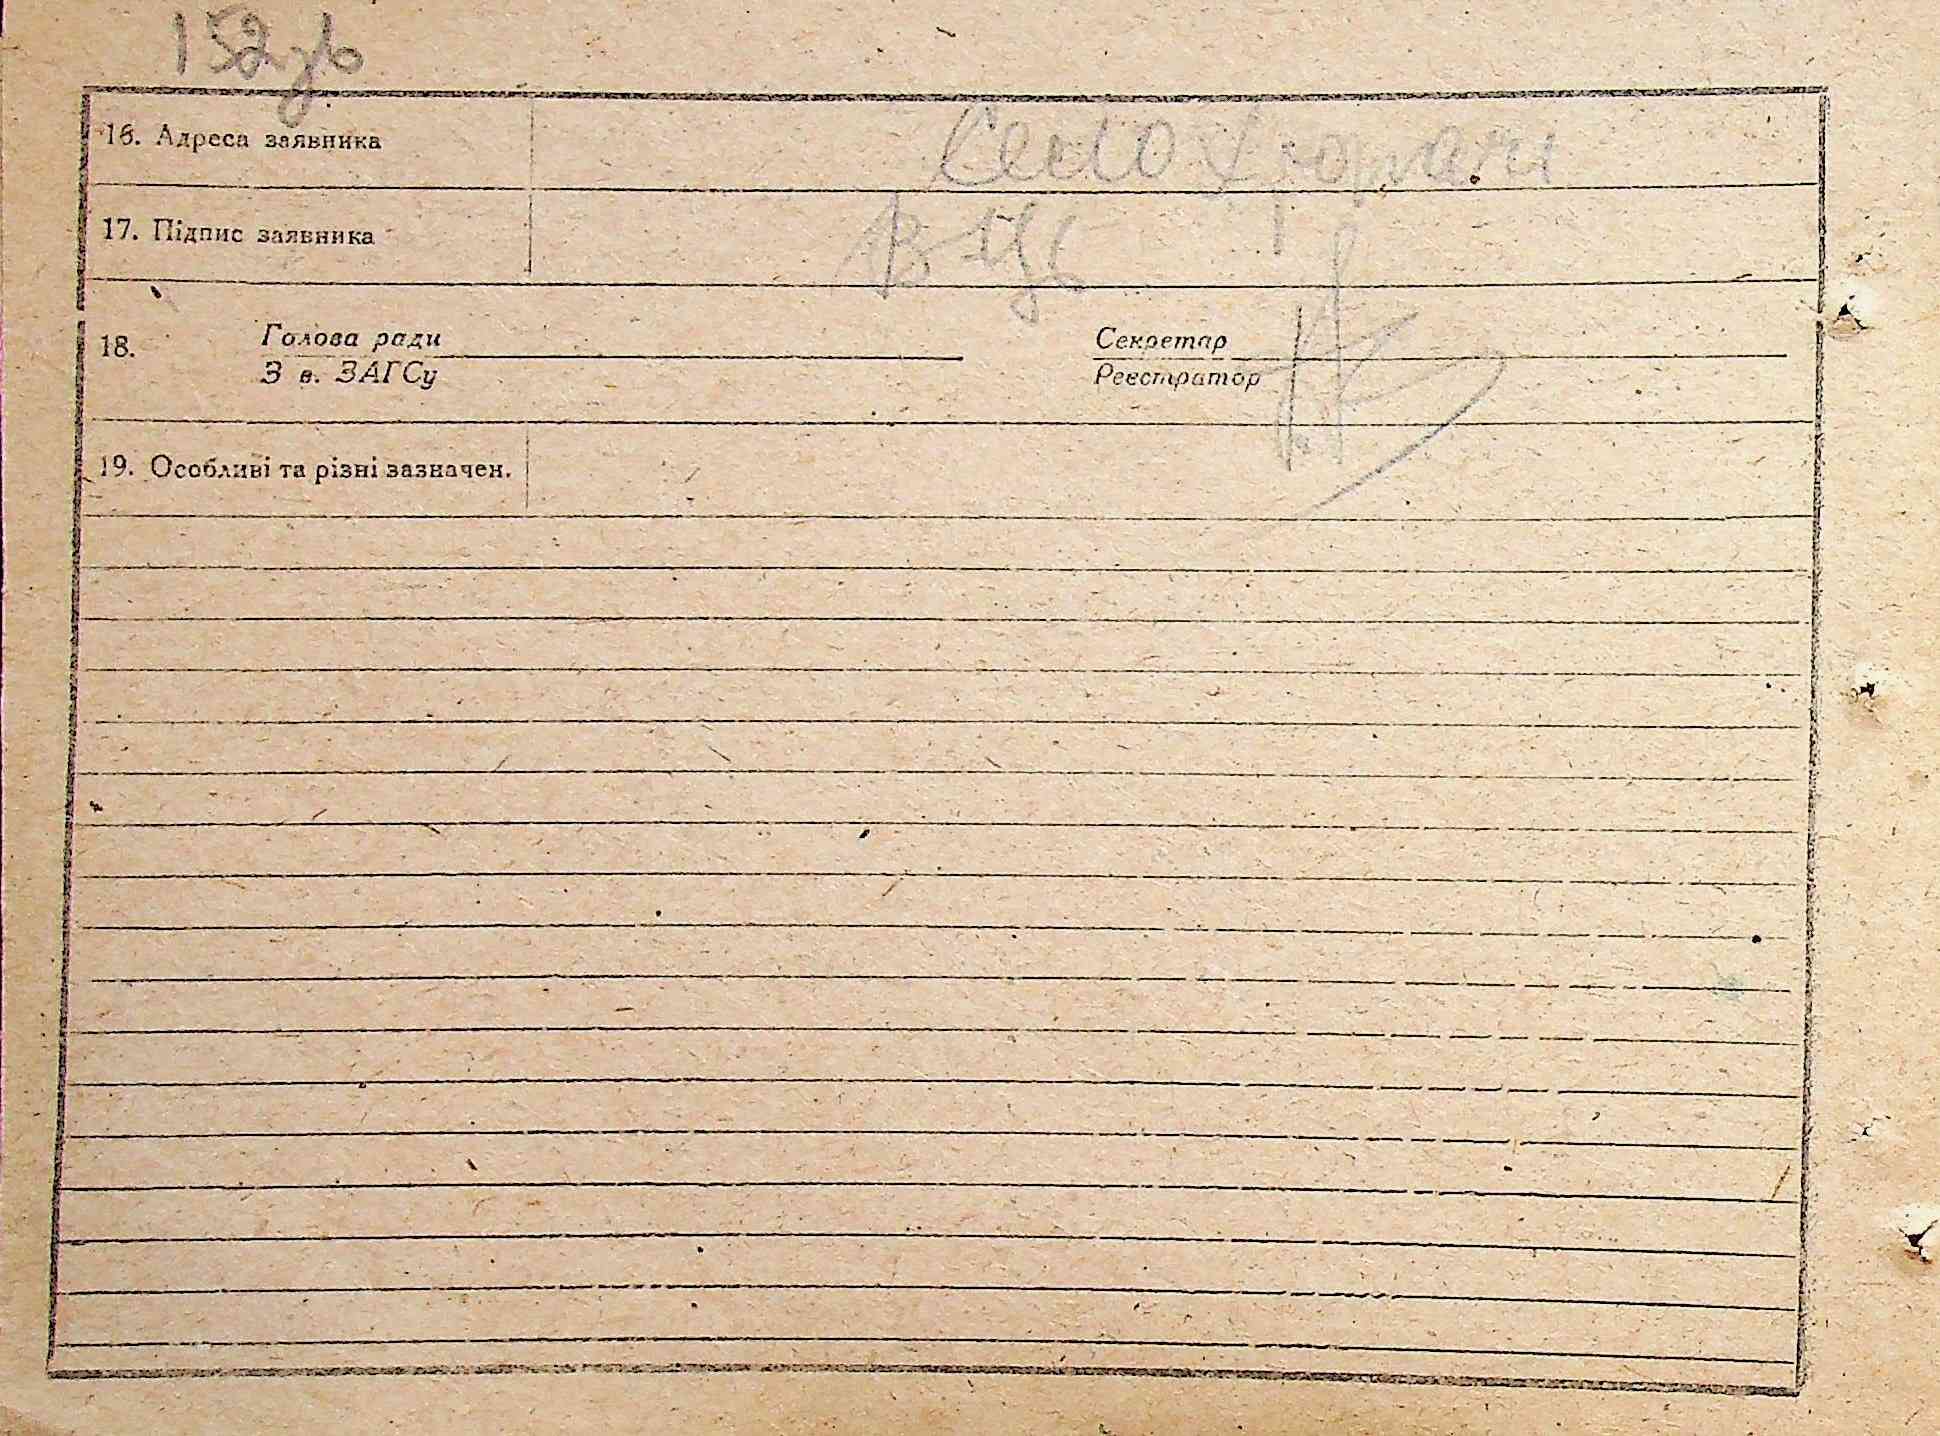 152зв
16. Адреса заявника Село
17. Підпис заявника
18. Голова ради Секретар
З в. ЗАГСу Реєстратор
19. Особливі та різні зазначен.